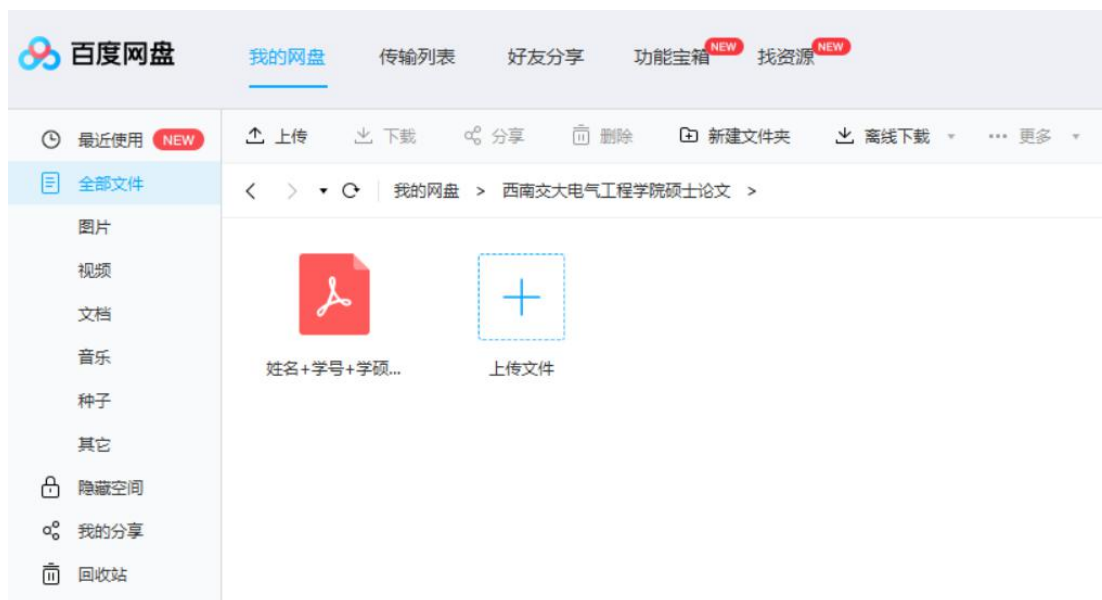 百度网盘
我的网盘 传输列表 好友分享 功能宝箱 NEW 找资源 NEW
最近使用 NEW
上传 下载 分享 删除 新建文件夹 离线下载 更多
全部文件
我的网盘 > 西南交大电气工程学院硕士论文 >
图片
视频
文档
音乐
种子
其它
隐藏空间
我的分享
回收站
姓名+学号+学硕...
上传文件